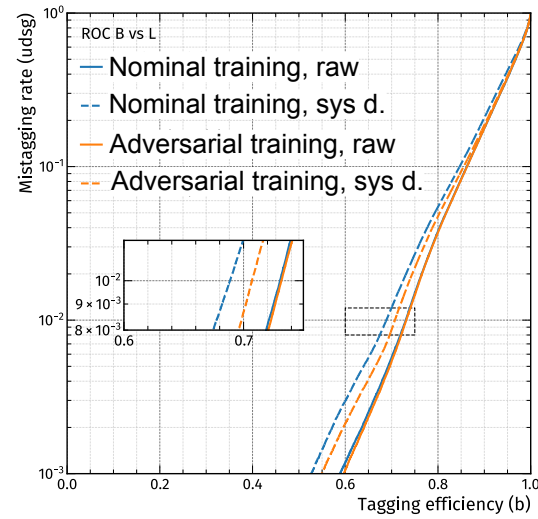 10⁰
ROC B vs L
Nominal training, raw
Nominal training, sys d.
Adversarial training, raw
Adversarial training, sys d.
Mistagging rate (udsg)
10⁻¹
10⁻²
9 × 10⁻³
8 × 10⁻³
0.6 0.7
10⁻²
10⁻³
0.0 0.2 0.4 0.6 0.8 1.0
Tagging efficiency (b)